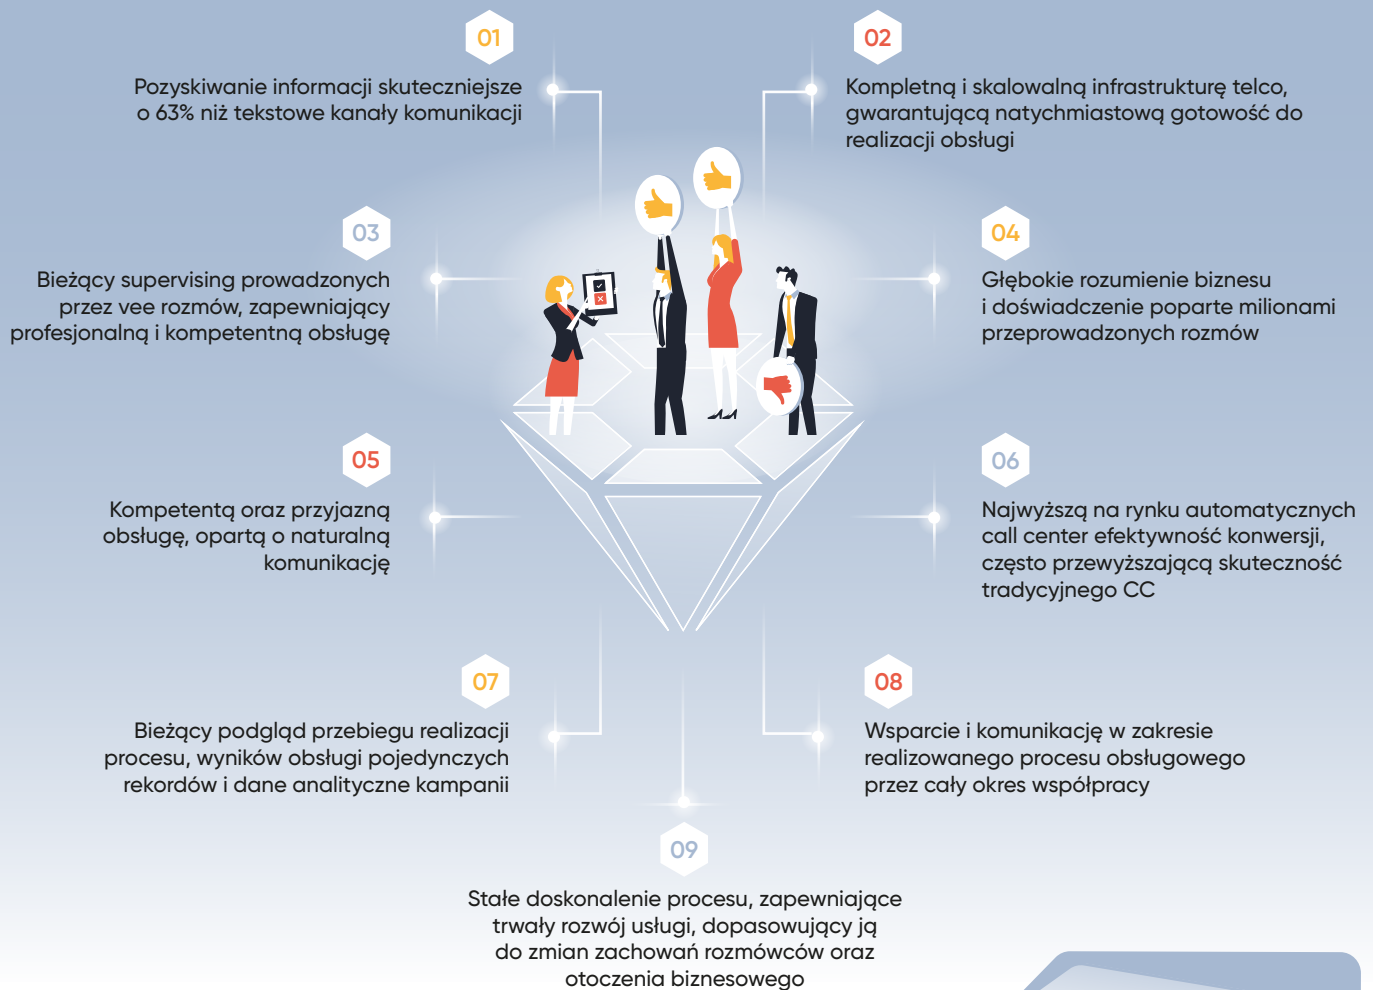 01
Pozyskiwanie informacji skuteczniejsze
o 63% niż tekstowe kanały komunikacji
02
Kompletną i skalowalną infrastrukturę telco,
gwarantującą natychmiastową gotowość do
realizacji obsługi
03
Bieżący supervising prowadzonych
przez vee rozmów, zapewniający
profesjonalną i kompetentną obsługę
04
Głębokie rozumienie biznesu
i doświadczenie poparte milionami
przeprowadzonych rozmów
05
Kompetentą oraz przyjazną
obsługę, opartą o naturalną
komunikację
06
Najwyższą na rynku automatycznych
call center efektywność konwersji,
często przewyższającą skuteczność
tradycyjnego CC
07
Bieżący podgląd przebiegu realizacji
procesu, wyników obsługi pojedynczych
rekordów i dane analityczne kampanii
08
Wsparcie i komunikację w zakresie
realizowanego procesu obsługowego
przez cały okres współpracy
09
Stałe doskonalenie procesu, zapewniające
trwały rozwój usługi, dopasowujący ją
do zmian zachowań rozmówców oraz
otoczenia biznesowego